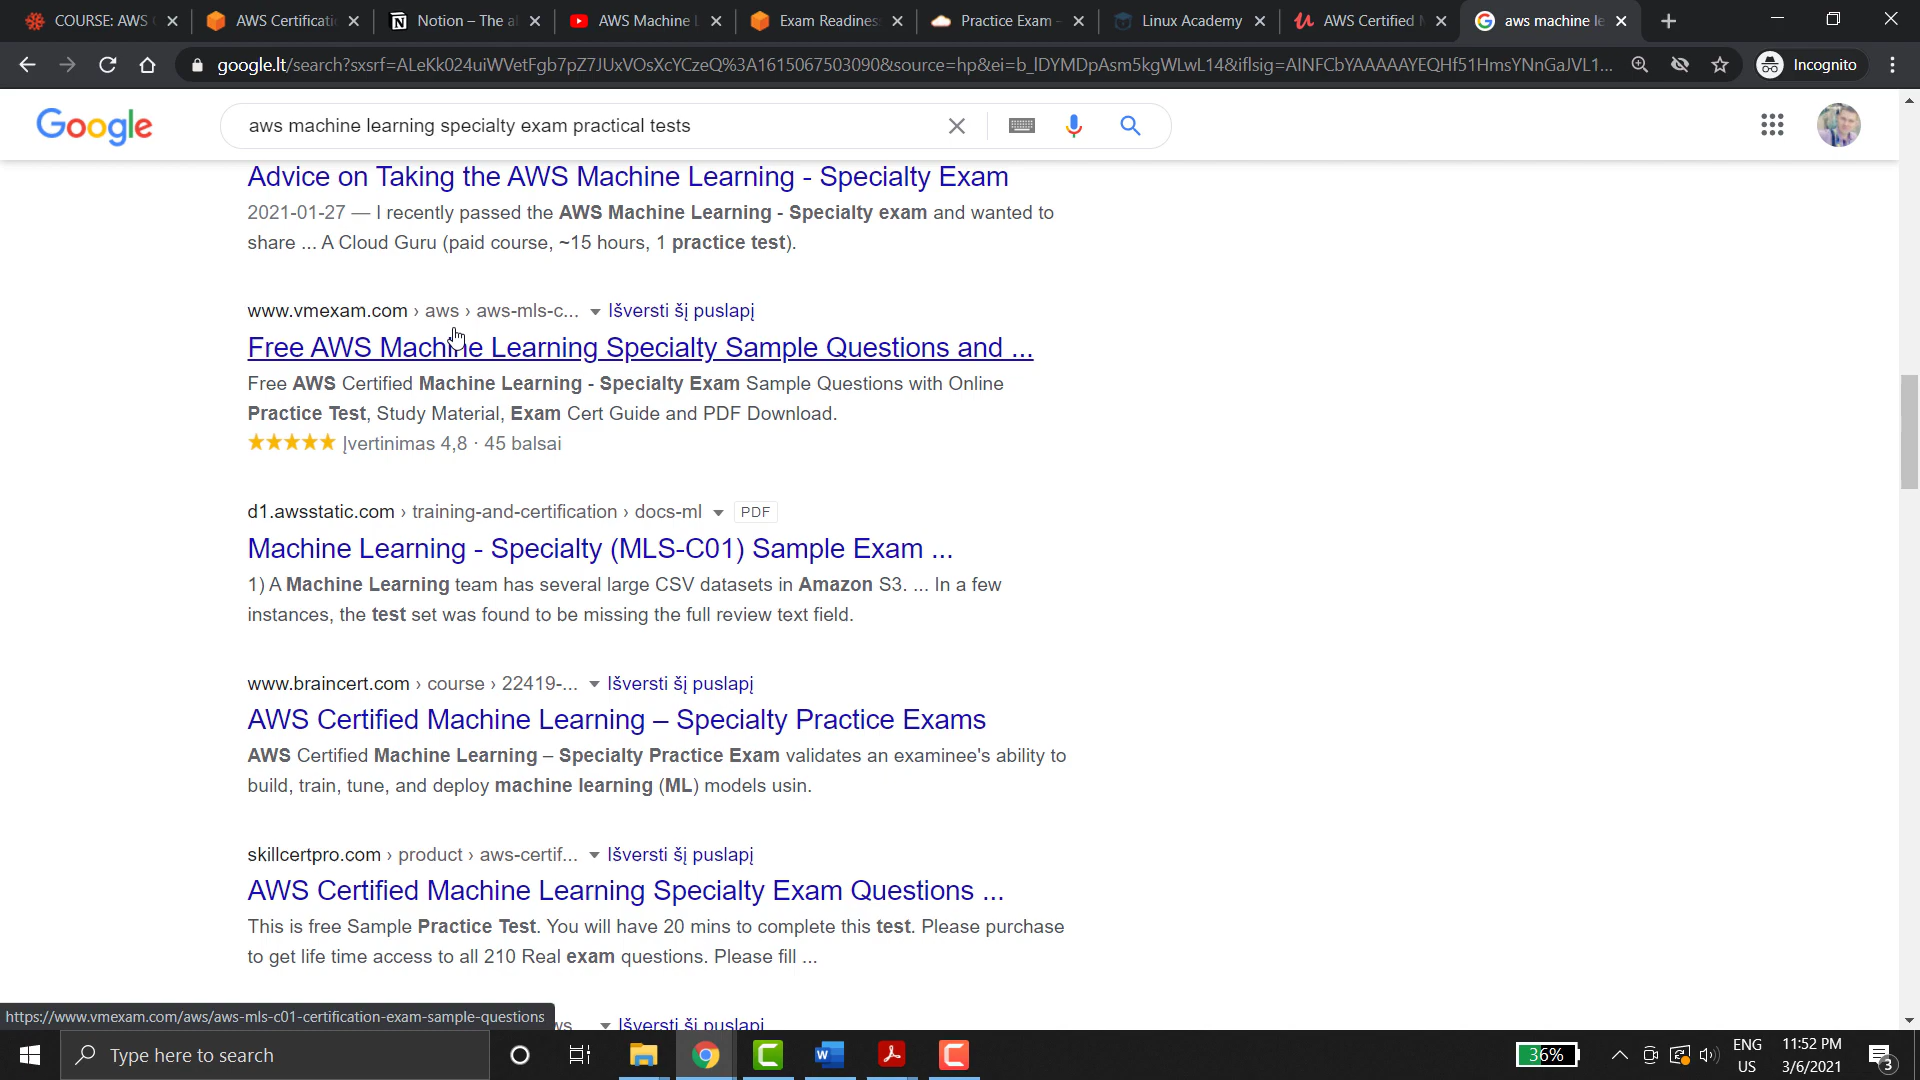 COURSE: AWS
AWS Certificati
Notion – The a
AWS Machine L
Exam Readines
Practice Exam -
Linux Academy
AWS Certified M
aws machine le
google.lt/search?sxsrf=ALeKk024uiWVetFgb7pZ7JUxVOsXcYCzeQ%3A1615067503090&source=hp&ei=b_lDYMDpAsm5kgWLwL14&iflsig=AINFCbYAAAAAYEQHf51HmsYNnGaJVL1...
Incognito
Google
aws machine learning specialty exam practical tests
Advice on Taking the AWS Machine Learning - Specialty Exam
2021-01-27 — I recently passed the AWS Machine Learning - Specialty exam and wanted to
share ... A Cloud Guru (paid course, ~15 hours, 1 practice test).
www.vmexam.com › aws › aws-mls-c... Išversti šį puslapį
Free AWS Machine Learning Specialty Sample Questions and ...
Free AWS Certified Machine Learning - Specialty Exam Sample Questions with Online
Practice Test, Study Material, Exam Cert Guide and PDF Download.
Įvertinimas 4,8 · 45 balsai
d1.awsstatic.com › training-and-certification › docs-ml PDF
Machine Learning - Specialty (MLS-C01) Sample Exam ...
1) A Machine Learning team has several large CSV datasets in Amazon S3. ... In a few
instances, the test set was found to be missing the full review text field.
www.braincert.com › course › 22419-... Išversti šį puslapį
AWS Certified Machine Learning – Specialty Practice Exams
AWS Certified Machine Learning – Specialty Practice Exam validates an examinee's ability to
build, train, tune, and deploy machine learning (ML) models usin.
skillcertpro.com › product › aws-certif... Išversti šį puslapį
AWS Certified Machine Learning Specialty Exam Questions ...
This is free Sample Practice Test. You will have 20 mins to complete this test. Please purchase
to get life time access to all 210 Real exam questions. Please fill ...
https://www.vmexam.com/aws/aws-mls-c01-certification-exam-sample-questions
Išversti šį puslapį
Type here to search
36%
ENG
US
11:52 PM
3/6/2021
3